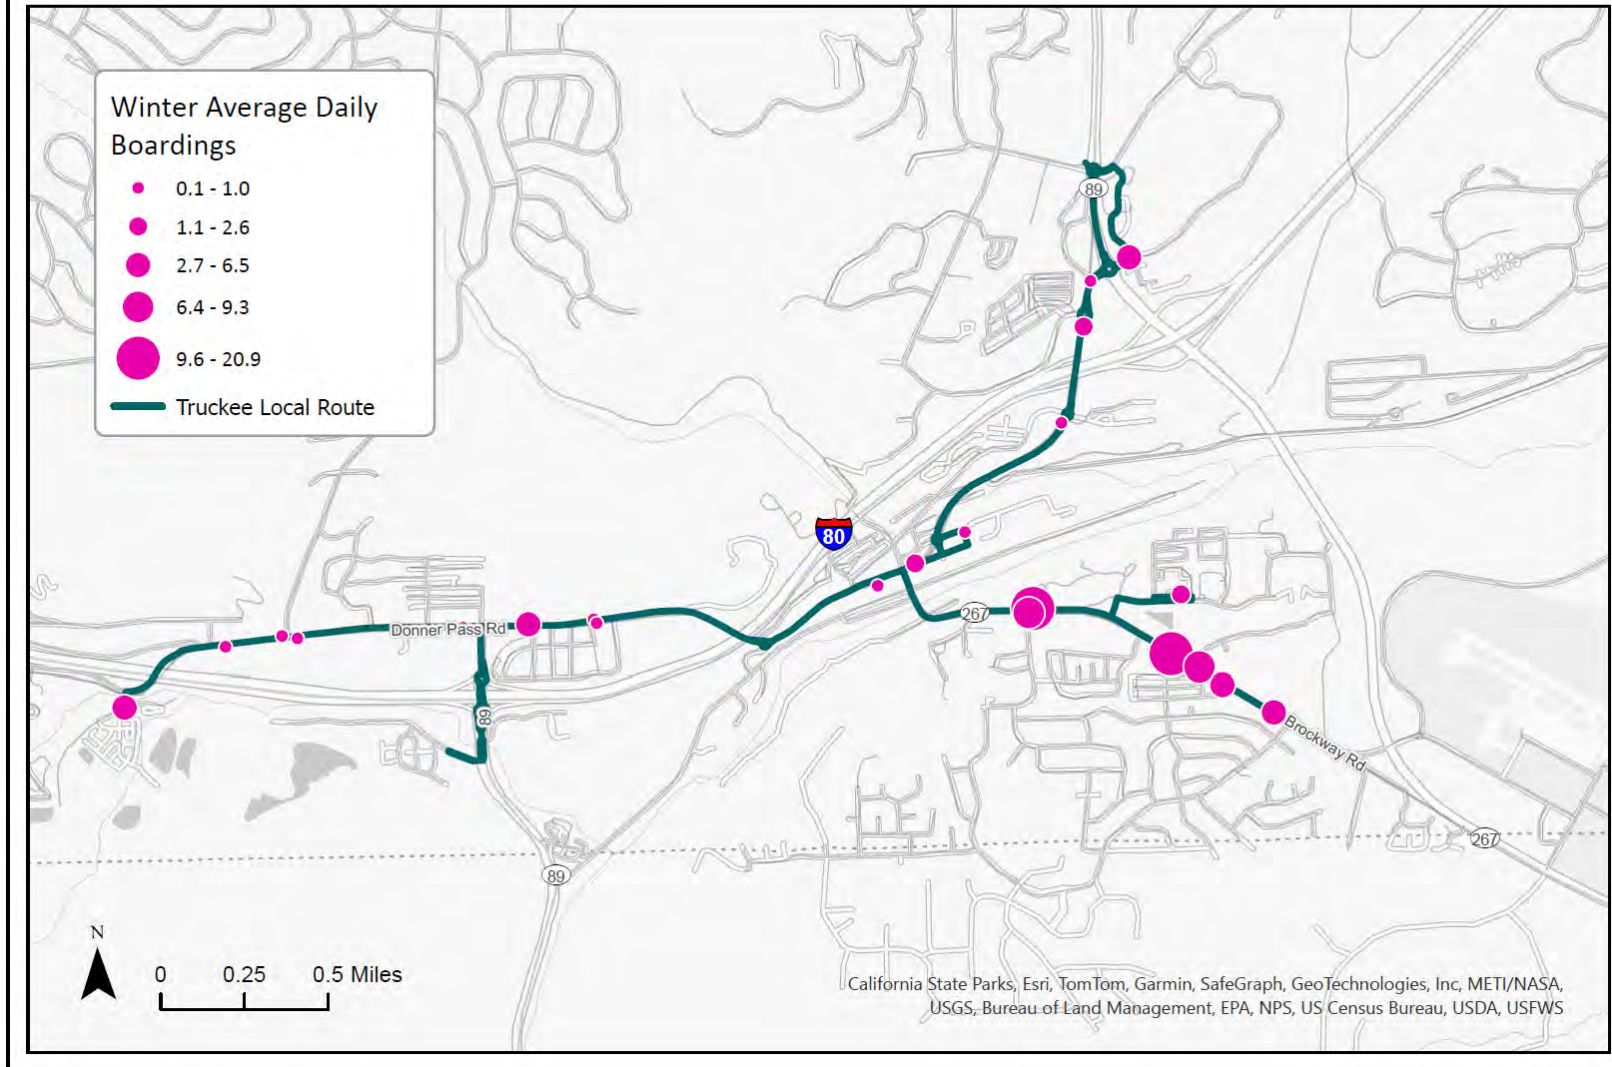 Winter Average Daily
Boardings
0.1 - 1.0
1.1 - 2.6
2.7 - 6.5
6.4 - 9.3
9.6 - 20.9
Truckee Local Route
89
80
267
Donner Pass Rd
89
Brockway Rd
267
89
N
0 0.25 0.5 Miles
California State Parks, Esri, TomTom, Garmin, SafeGraph, GeoTechnologies, Inc, METI/NASA,
USGS, Bureau of Land Management, EPA, NPS, US Census Bureau, USDA, USFWS